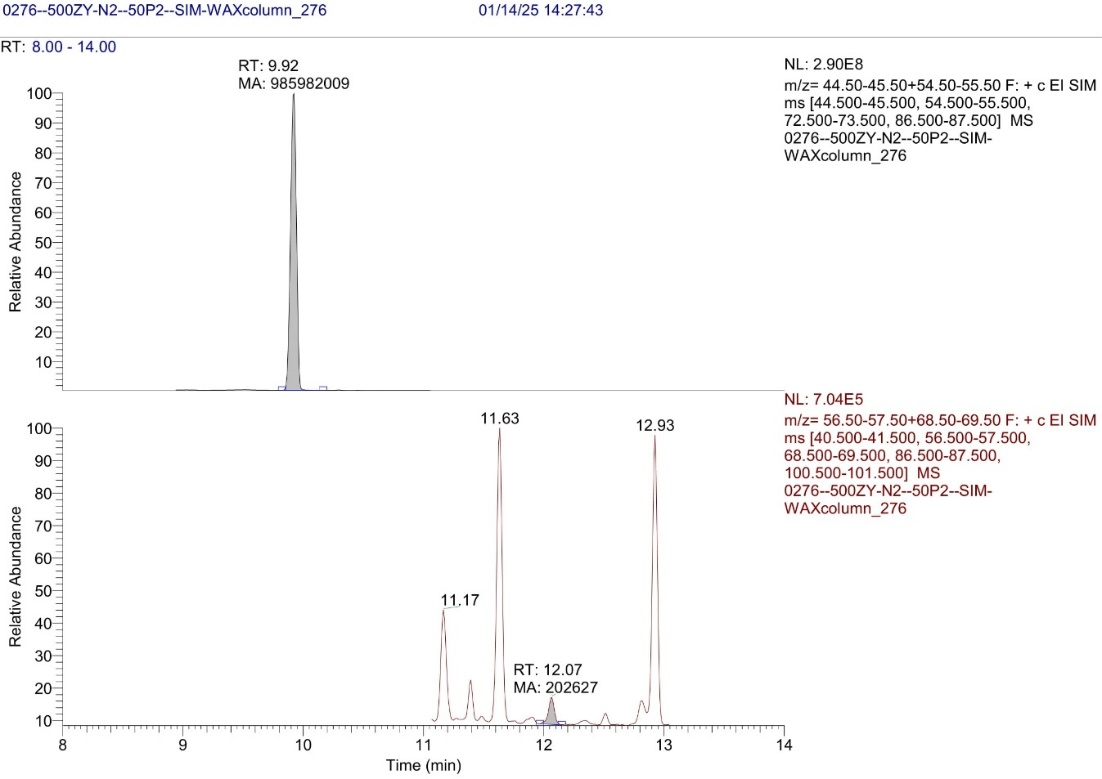 0276--500ZY-N2--50P2--SIM-WAXcolumn_276 01/14/25 14:27:43
RT: 8.00 - 14.00
RT: 9.92
MA: 985982009
NL: 2.90E8
m/z= 44.50-45.50+54.50-55.50 F: + c EI SIM
ms [44.500-45.500, 54.500-55.500,
72.500-73.500, 86.500-87.500] MS
0276--500ZY-N2--50P2--SIM-
WAXcolumn_276
100
90
80
70
60
50
40
30
20
10
Relative Abundance
NL: 7.04E5
m/z= 56.50-57.50+68.50-69.50 F: + c EI SIM
ms [40.500-41.500, 56.500-57.500,
68.500-69.500, 86.500-87.500,
100.500-101.500] MS
0276--500ZY-N2--50P2--SIM-
WAXcolumn_276
11.63
12.93
11.17
RT: 12.07
MA: 202627
100
90
80
70
60
50
40
30
20
10
Relative Abundance
8 9 10 11 12 13 14
Time (min)